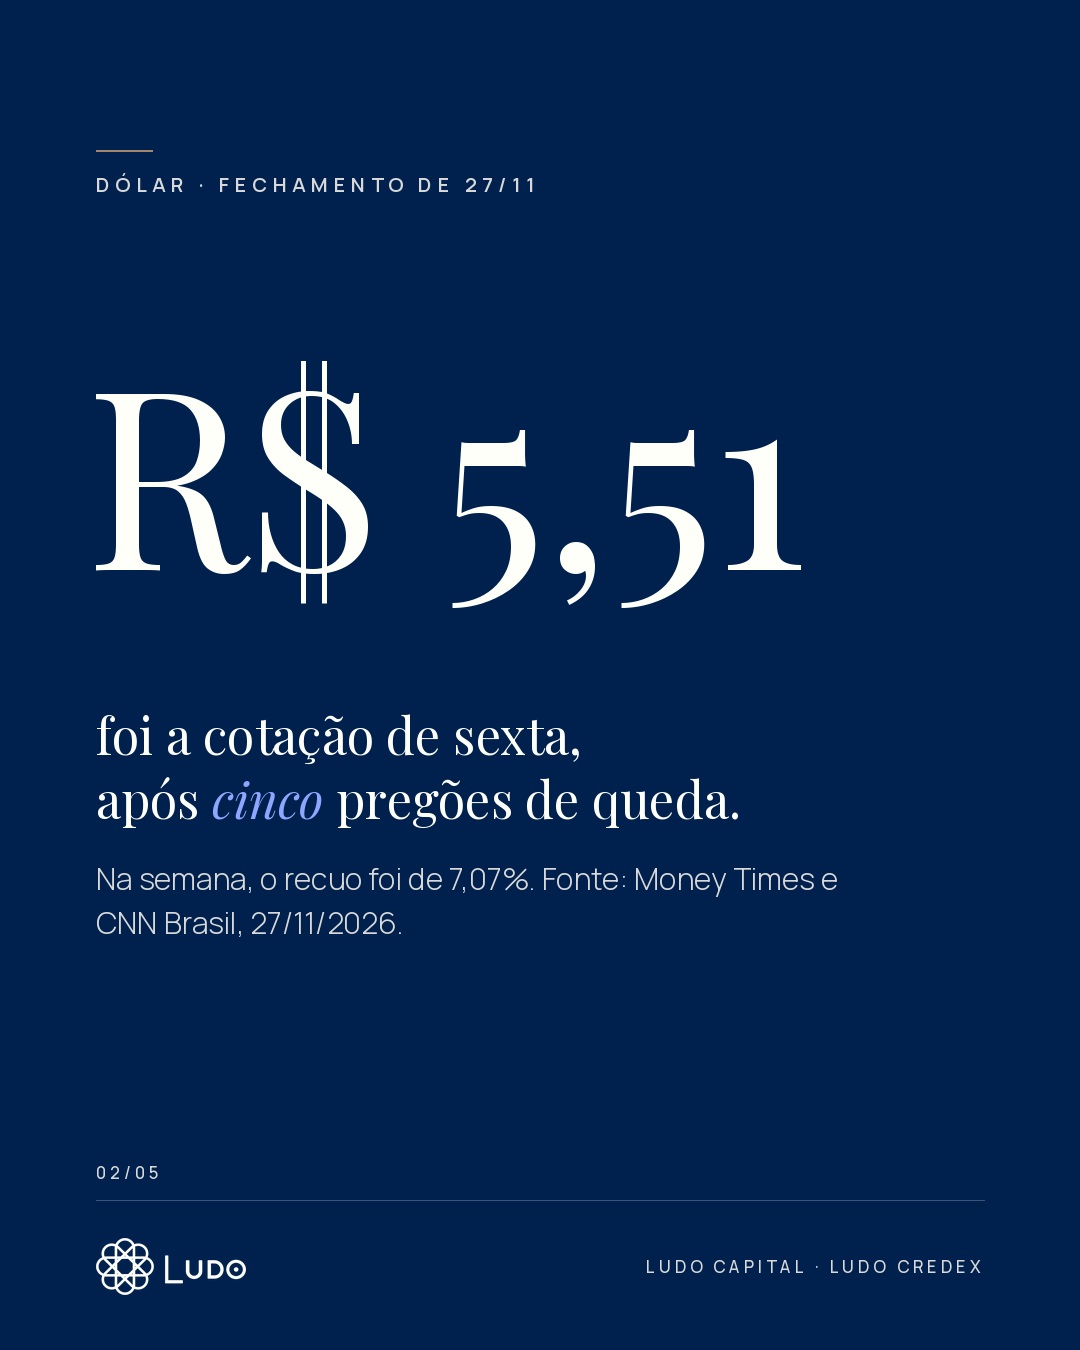 DÓLAR · FECHAMENTO DE 27/11
R$ 5,51
foi a cotação de sexta,
após cinco pregões de queda.
Na semana, o recuo foi de 7,07%. Fonte: Money Times e
CNN Brasil, 27/11/2026.
02/05
LUDO
LUDO CAPITAL · LUDO CREDEX